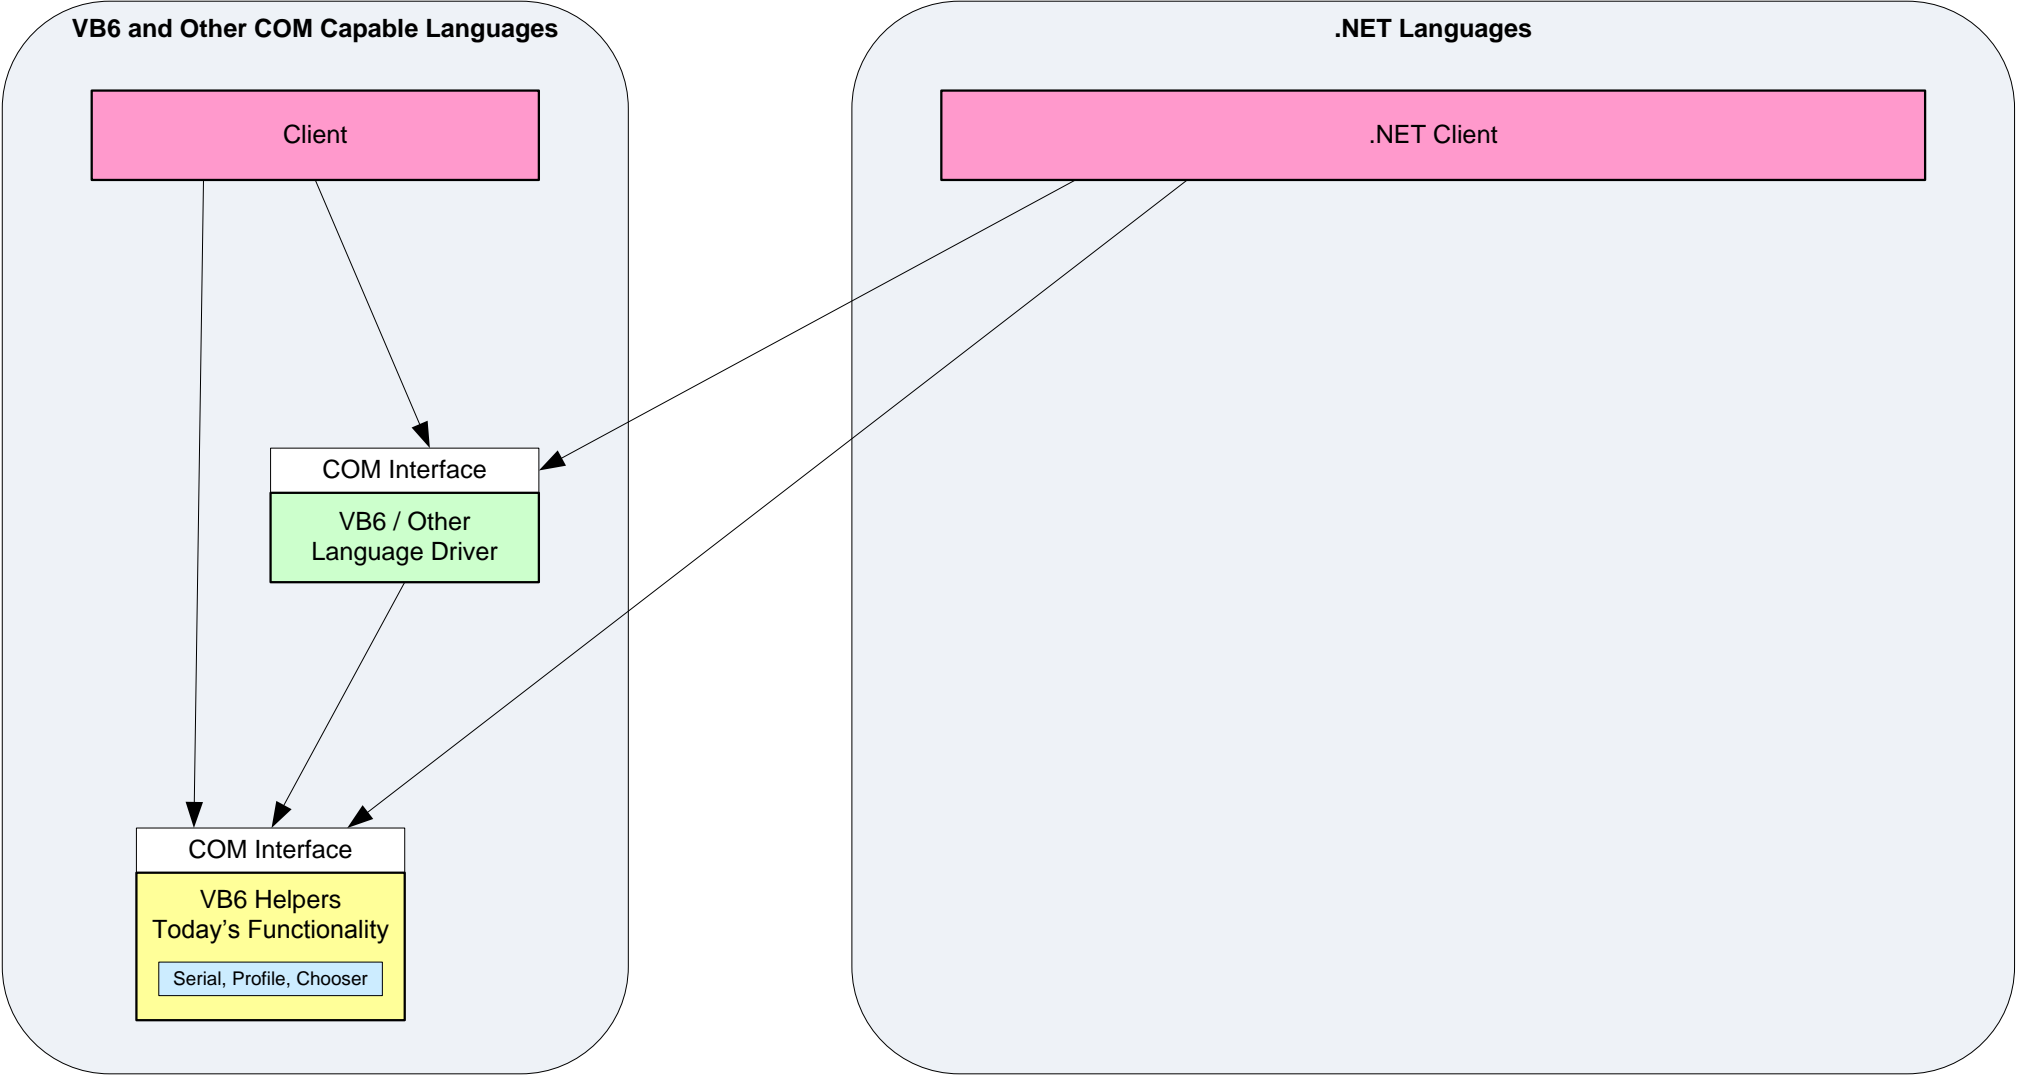 VB6 and Other COM Capable Languages
.NET Languages
Client
.NET Client
COM Interface
VB6 / Other
Language Driver
COM Interface
VB6 Helpers
Today’s Functionality
Serial, Profile, Chooser